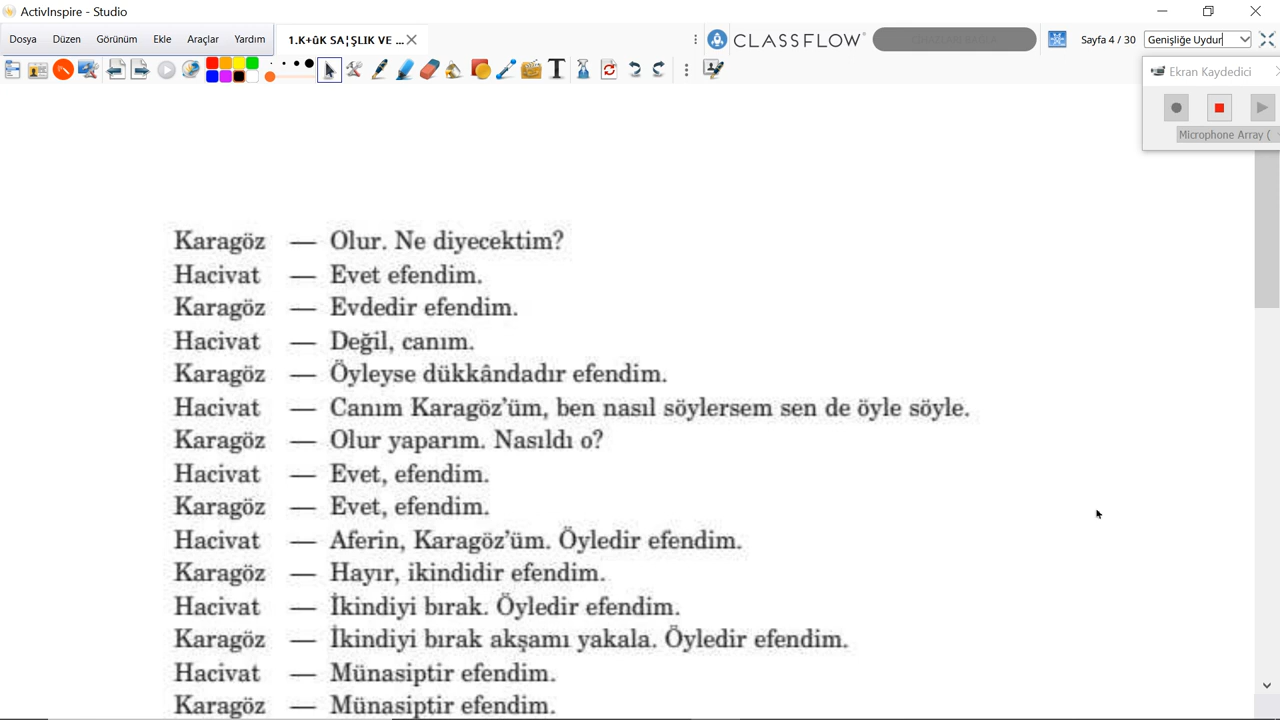 ActivInspire - Studio
Dosya Düzen Görünüm Ekle Araçlar Yardım 1.K+ûK SA¦ŞLIK VE ... CLASSFLOW Sayfa 4 / 30 Genişliğe Uydur
Ekran Kaydedici
Microphone Array (
Karagöz — Olur. Ne diyecektim?
Hacivat — Evet efendim.
Karagöz — Evdedir efendim.
Hacivat — Değil, canım.
Karagöz — Öyleyse dükkândadır efendim.
Hacivat — Canım Karagöz'üm, ben nasıl söylersem sen de öyle söyle.
Karagöz — Olur yaparım. Nasıldı o?
Hacivat — Evet, efendim.
Karagöz — Evet, efendim.
Hacivat — Aferin, Karagöz'üm. Öyledir efendim.
Karagöz — Hayır, ikindidir efendim.
Hacivat — İkindiyi bırak. Öyledir efendim.
Karagöz — İkindiyi bırak akşamı yakala. Öyledir efendim.
Hacivat — Münasiptir efendim.
Karagöz — Münasiptir efendim.